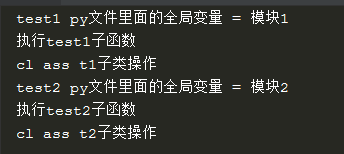 test1 py文件里面的全局变量 = 模块1
执行test1子函数
cl ass t1子类操作
test2 py文件里面的全局变量 = 模块2
执行test2子函数
cl ass t2子类操作